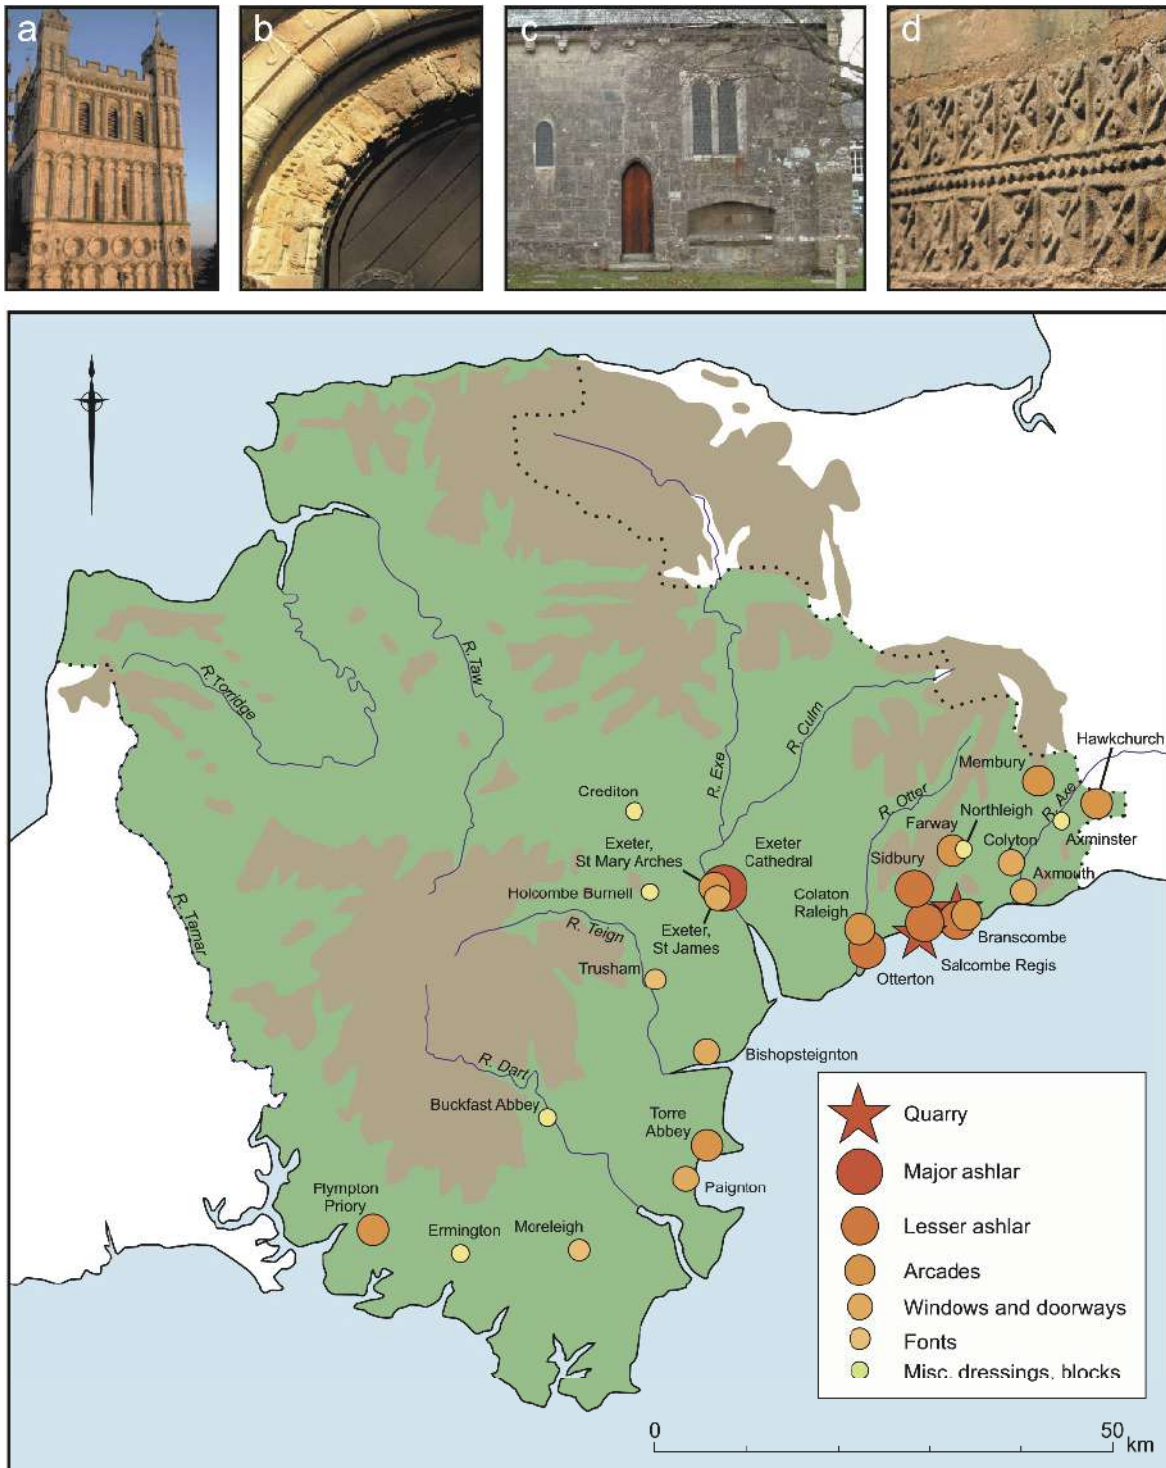 a
b
c
d
R. Torridge
R. Taw
R. Exe
R. Culm
R. Otter
R. Axe
R. Tamar
R. Teign
R. Dart
Hawkchurch
Membury
Northleigh
Farway
Colyton
Axminster
Sidbury
Axmouth
Crediton
Exeter,
St Mary Arches
Exeter
Cathedral
Holcombe Burnell
Colaton
Raleigh
Exeter,
St James
Branscombe
Salcombe Regis
Otterton
Trusham
Bishopsteignton
Buckfast Abbey
Torre
Abbey
Paignton
Plympton
Priory
Ermington
Moreleigh
Quarry
Major ashlar
Lesser ashlar
Arcades
Windows and doorways
Fonts
Misc. dressings, blocks
0
50
km